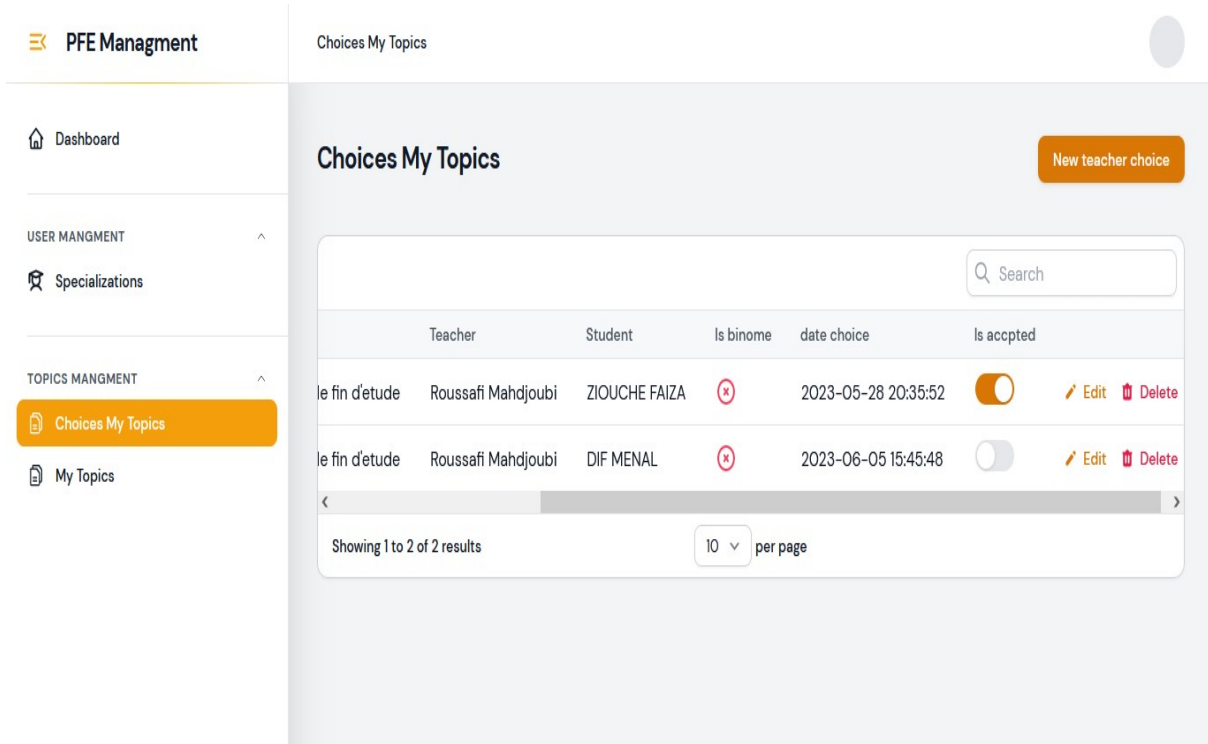 PFE Managment
Choices My Topics
Dashboard
Choices My Topics
New teacher choice
USER MANGMENT
Specializations
Search
Teacher Student Is binome date choice Is accpted
TOPICS MANGMENT
le fin d'etude Roussafi Mahdjoubi ZIOUCHE FAIZA 2023-05-28 20:35:52 Edit Delete
Choices My Topics
le fin d'etude Roussafi Mahdjoubi DIF MENAL 2023-06-05 15:45:48 Edit Delete
My Topics
Showing 1 to 2 of 2 results 10 per page